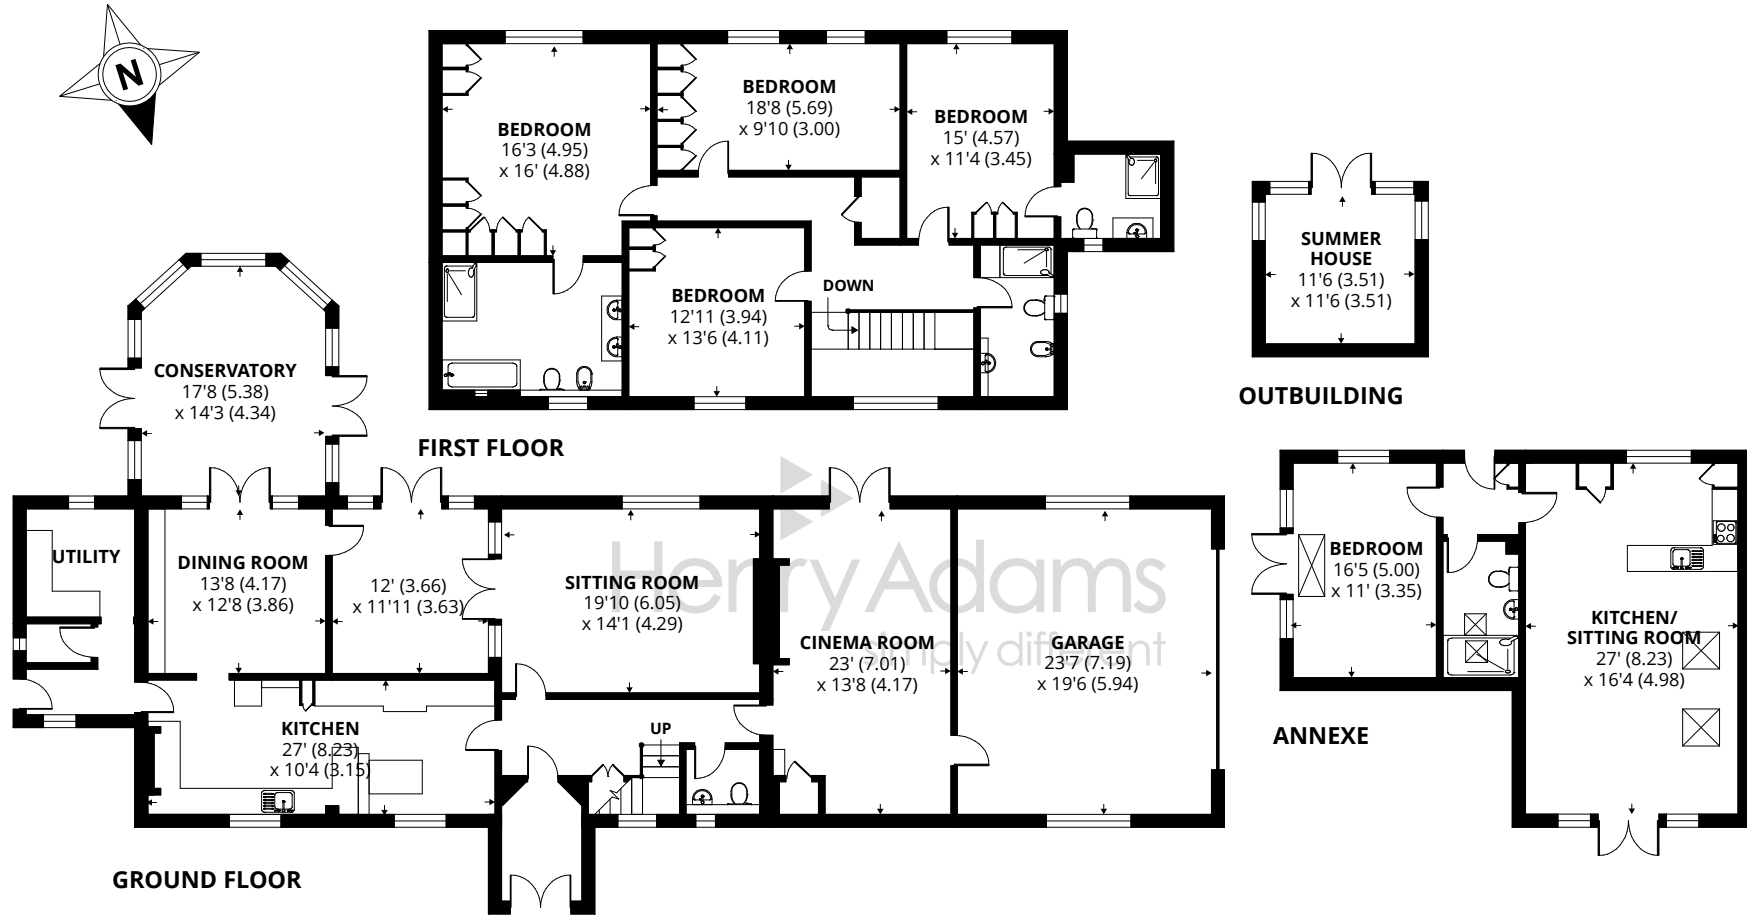 N
BEDROOM
16'3 (4.95)
x 16' (4.88)
BEDROOM
18'8 (5.69)
x 9'10 (3.00)
BEDROOM
15' (4.57)
x 11'4 (3.45)
BEDROOM
12'11 (3.94)
x 13'6 (4.11)
DOWN
FIRST FLOOR
SUMMER
HOUSE
11'6 (3.51)
x 11'6 (3.51)
OUTBUILDING
CONSERVATORY
17'8 (5.38)
x 14'3 (4.34)
UTILITY
DINING ROOM
13'8 (4.17)
x 12'8 (3.86)
12' (3.66)
x 11'11 (3.63)
SITTING ROOM
19'10 (6.05)
x 14'1 (4.29)
CINEMA ROOM
23' (7.01)
x 13'8 (4.17)
GARAGE
23'7 (7.19)
x 19'6 (5.94)
KITCHEN
27' (8.23)
x 10'4 (3.15)
UP
GROUND FLOOR
Henry Adams
simply different
BEDROOM
16'5 (5.00)
x 11' (3.35)
KITCHEN/
SITTING ROOM
27' (8.23)
x 16'4 (4.98)
ANNEXE